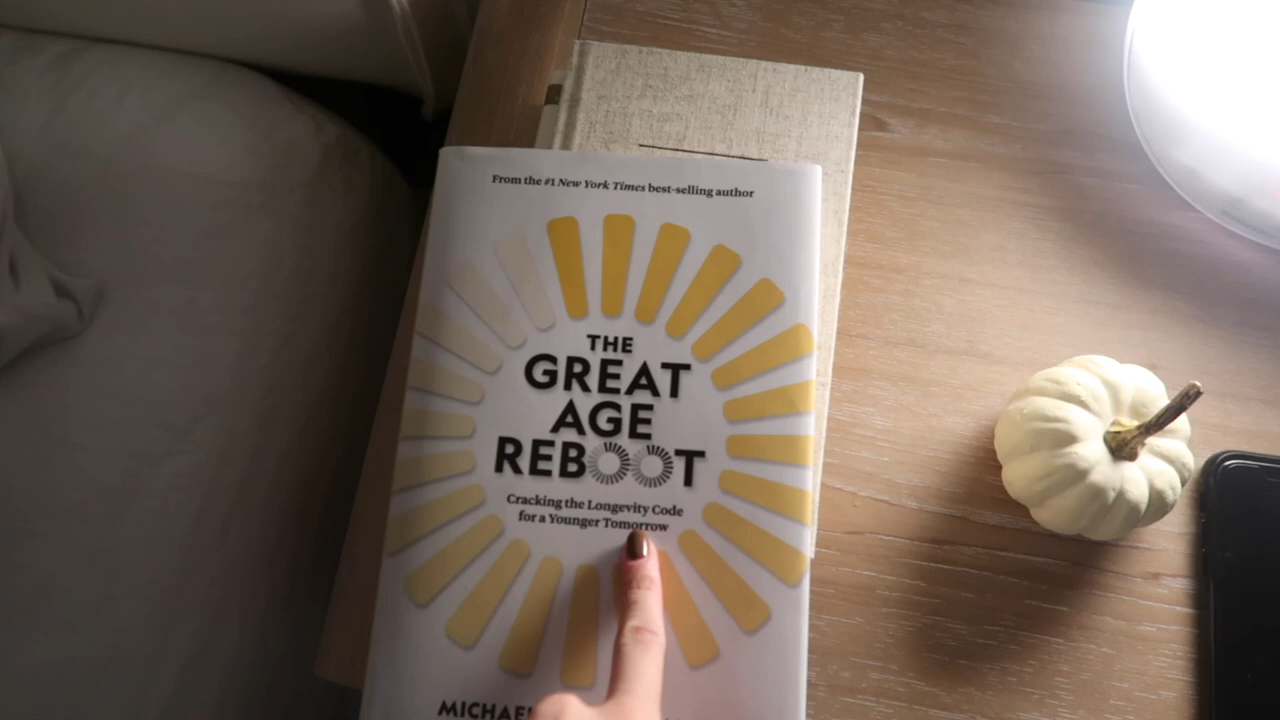 From the #1 New York Times best-selling author
THE
GREAT
AGE
REBOOT
Cracking the Longevity Code
for a Younger Tomorrow
MICHAEL